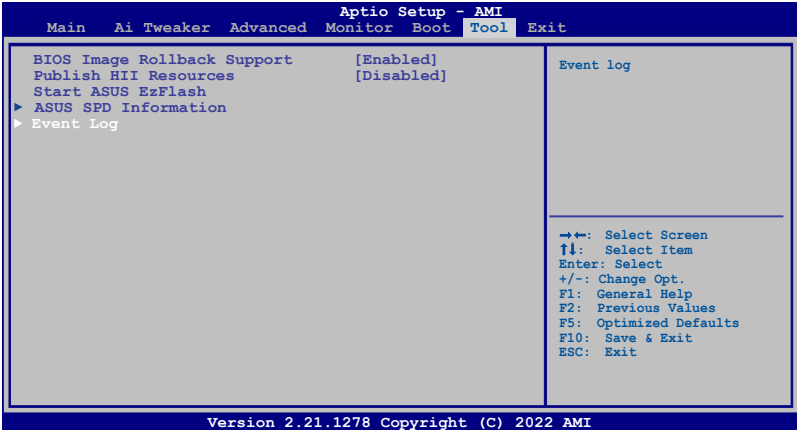 Aptio Setup - AMI
Main Ai Tweaker Advanced Monitor Boot Tool Exit
BIOS Image Rollback Support [Enabled]
Publish HII Resources [Disabled]
Start ASUS EzFlash
► ASUS SPD Information
► Event Log
Event log
→←: Select Screen
↑↓: Select Item
Enter: Select
+/-: Change Opt.
F1: General Help
F2: Previous Values
F5: Optimized Defaults
F10: Save & Exit
ESC: Exit
Version 2.21.1278 Copyright (C) 2022 AMI